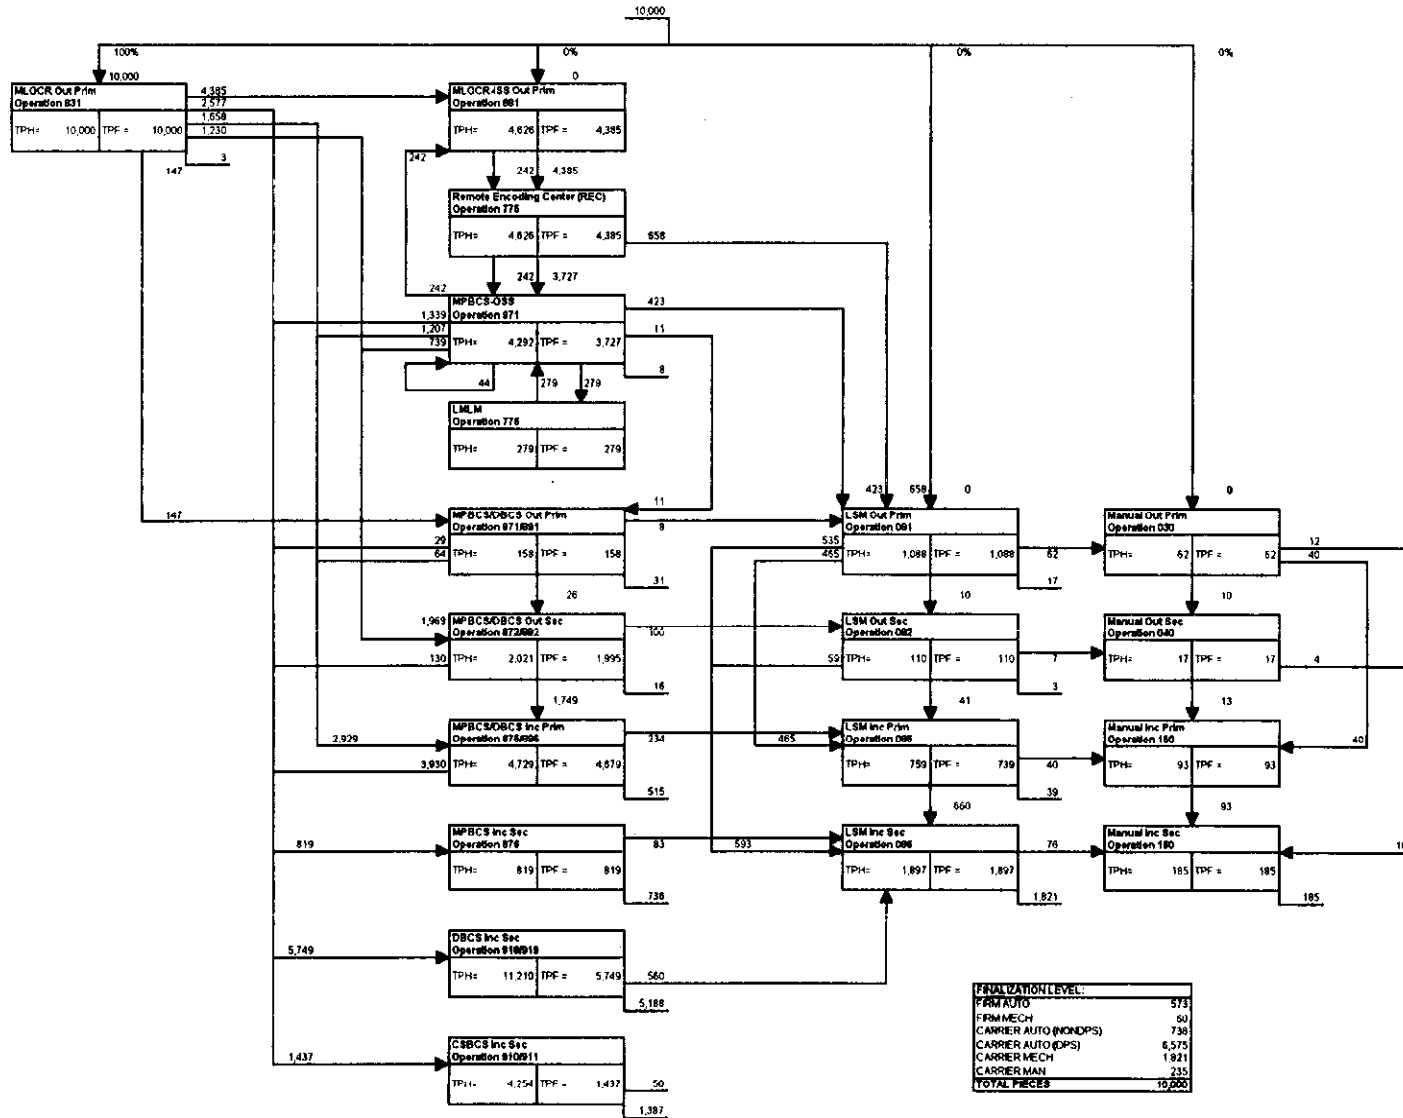 10,000
100%
0%
0%
0%
10,000
0
MLOCR Out Prim
Operation 831
TPH= 10,000 TPF = 10,000
4,385
2,577
1,658
1,230
3
147
MLOCR-ISS Out Prim
Operation 881
TPH= 4,626 TPF = 4,385
242
242
4,385
Remote Encoding Center (REC)
Operation 775
TPH= 4,626 TPF = 4,385
658
242
3,727
242
MPBCS-OSS
Operation 971
TPH= 4,292 TPF = 3,727
423
11
8
1,339
1,207
739
44
279
279
LMLM
Operation 776
TPH= 279 TPF = 279
11
423
658
0
0
147
MPBCS/DBCS Out Prim
Operation 971/891
TPH= 158 TPF = 158
29
64
9
31
LSM Out Prim
Operation 091
TPH= 1,088 TPF = 1,088
535
465
62
17
Manual Out Prim
Operation 030
TPH= 62 TPF = 62
12
40
26
10
10
1,969
MPBCS/DBCS Out Sec
Operation 972/892
TPH= 2,021 TPF = 1,995
130
100
16
LSM Out Sec
Operation 092
TPH= 110 TPF = 110
59
7
3
Manual Out Sec
Operation 040
TPH= 17 TPF = 17
4
1,749
41
13
MPBCS/DBCS Inc Prim
Operation 975/896
TPH= 4,729 TPF = 4,679
2,929
3,930
234
515
465
LSM Inc Prim
TPH= 759 TPF = 739
40
39
Manual Inc Prim
Operation 150
TPH= 93 TPF = 93
40
660
93
819
MPBCS Inc Sec
Operation 976
TPH= 819 TPF = 819
83
736
593
LSM Inc Sec
TPH= 1,897 TPF = 1,897
76
1,821
Manual Inc Sec
Operation 160
TPH= 185 TPF = 185
185
5,749
DBCS Inc Sec
Operation 918/919
TPH= 11,210 TPF = 5,749
560
5,188
1,437
CSBCS Inc Sec
Operation 910/911
TPH= 4,254 TPF = 1,437
50
1,387
FINALIZATION LEVEL:
FIRM AUTO 573
FIRM MECH 60
CARRIER AUTO (NONDPS) 736
CARRIER AUTO (DPS) 6,575
CARRIER MECH 1,821
CARRIER MAN 235
TOTAL PIECES 10,000